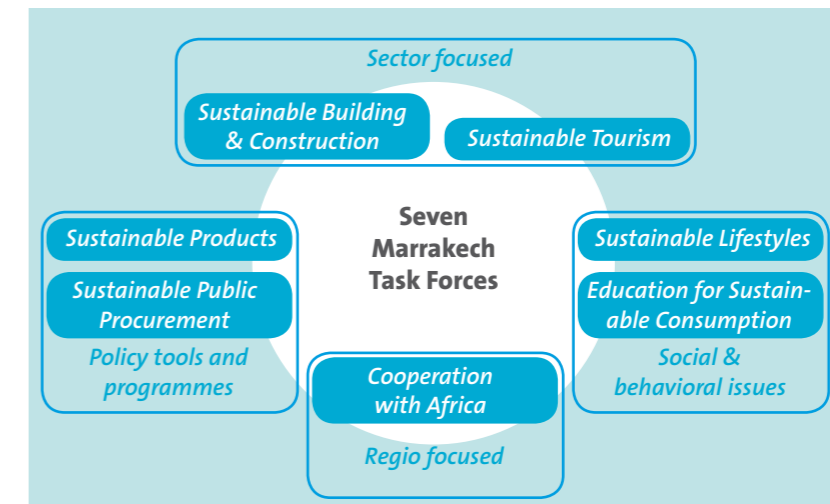 Sector focused
Sustainable Building
& Construction
Sustainable Tourism
Seven
Marrakech
Task Forces
Sustainable Products
Sustainable Public
Procurement
Policy tools and
programmes
Sustainable Lifestyles
Education for Sustain-
able Consumption
Social &
behavioral issues
Cooperation
with Africa
Regio focused